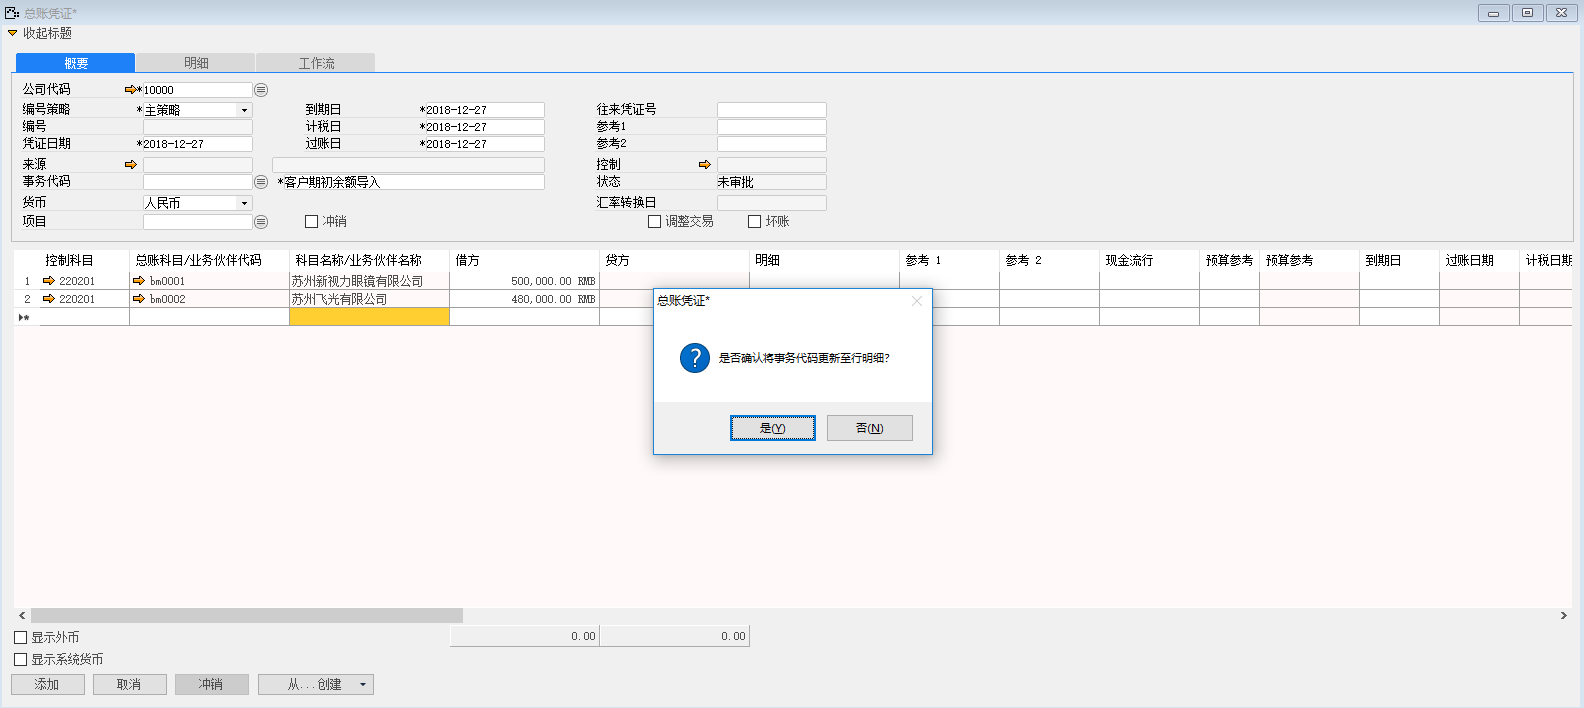 总账凭证*
收起标题
概要 明细 工作流
公司代码 *10000
编号策略 *主策略 到期日 *2018-12-27 往来凭证号
编号 计税日 *2018-12-27 参考1
凭证日期 *2018-12-27 过账日 *2018-12-27 参考2
来源 控制
事务代码 *客户期初余额导入 状态 未审批
货币 人民币 汇率转换日
项目 冲销 调整交易 坏账
控制科目 总账科目/业务伙伴代码 科目名称/业务伙伴名称 借方 贷方 明细 参考 1 参考 2 现金流行 预算参考 预算参考 到期日 过账日期 计税日期
1 220201 bm0001 苏州新视力眼镜有限公司 500,000.00 RMB
2 220201 bm0002 苏州飞光有限公司 480,000.00 RMB
总账凭证*
是否确认将事务代码更新至行明细?
是(Y) 否(N)
显示外币 0.00 0.00
显示系统货币
添加 取消 冲销 从...创建